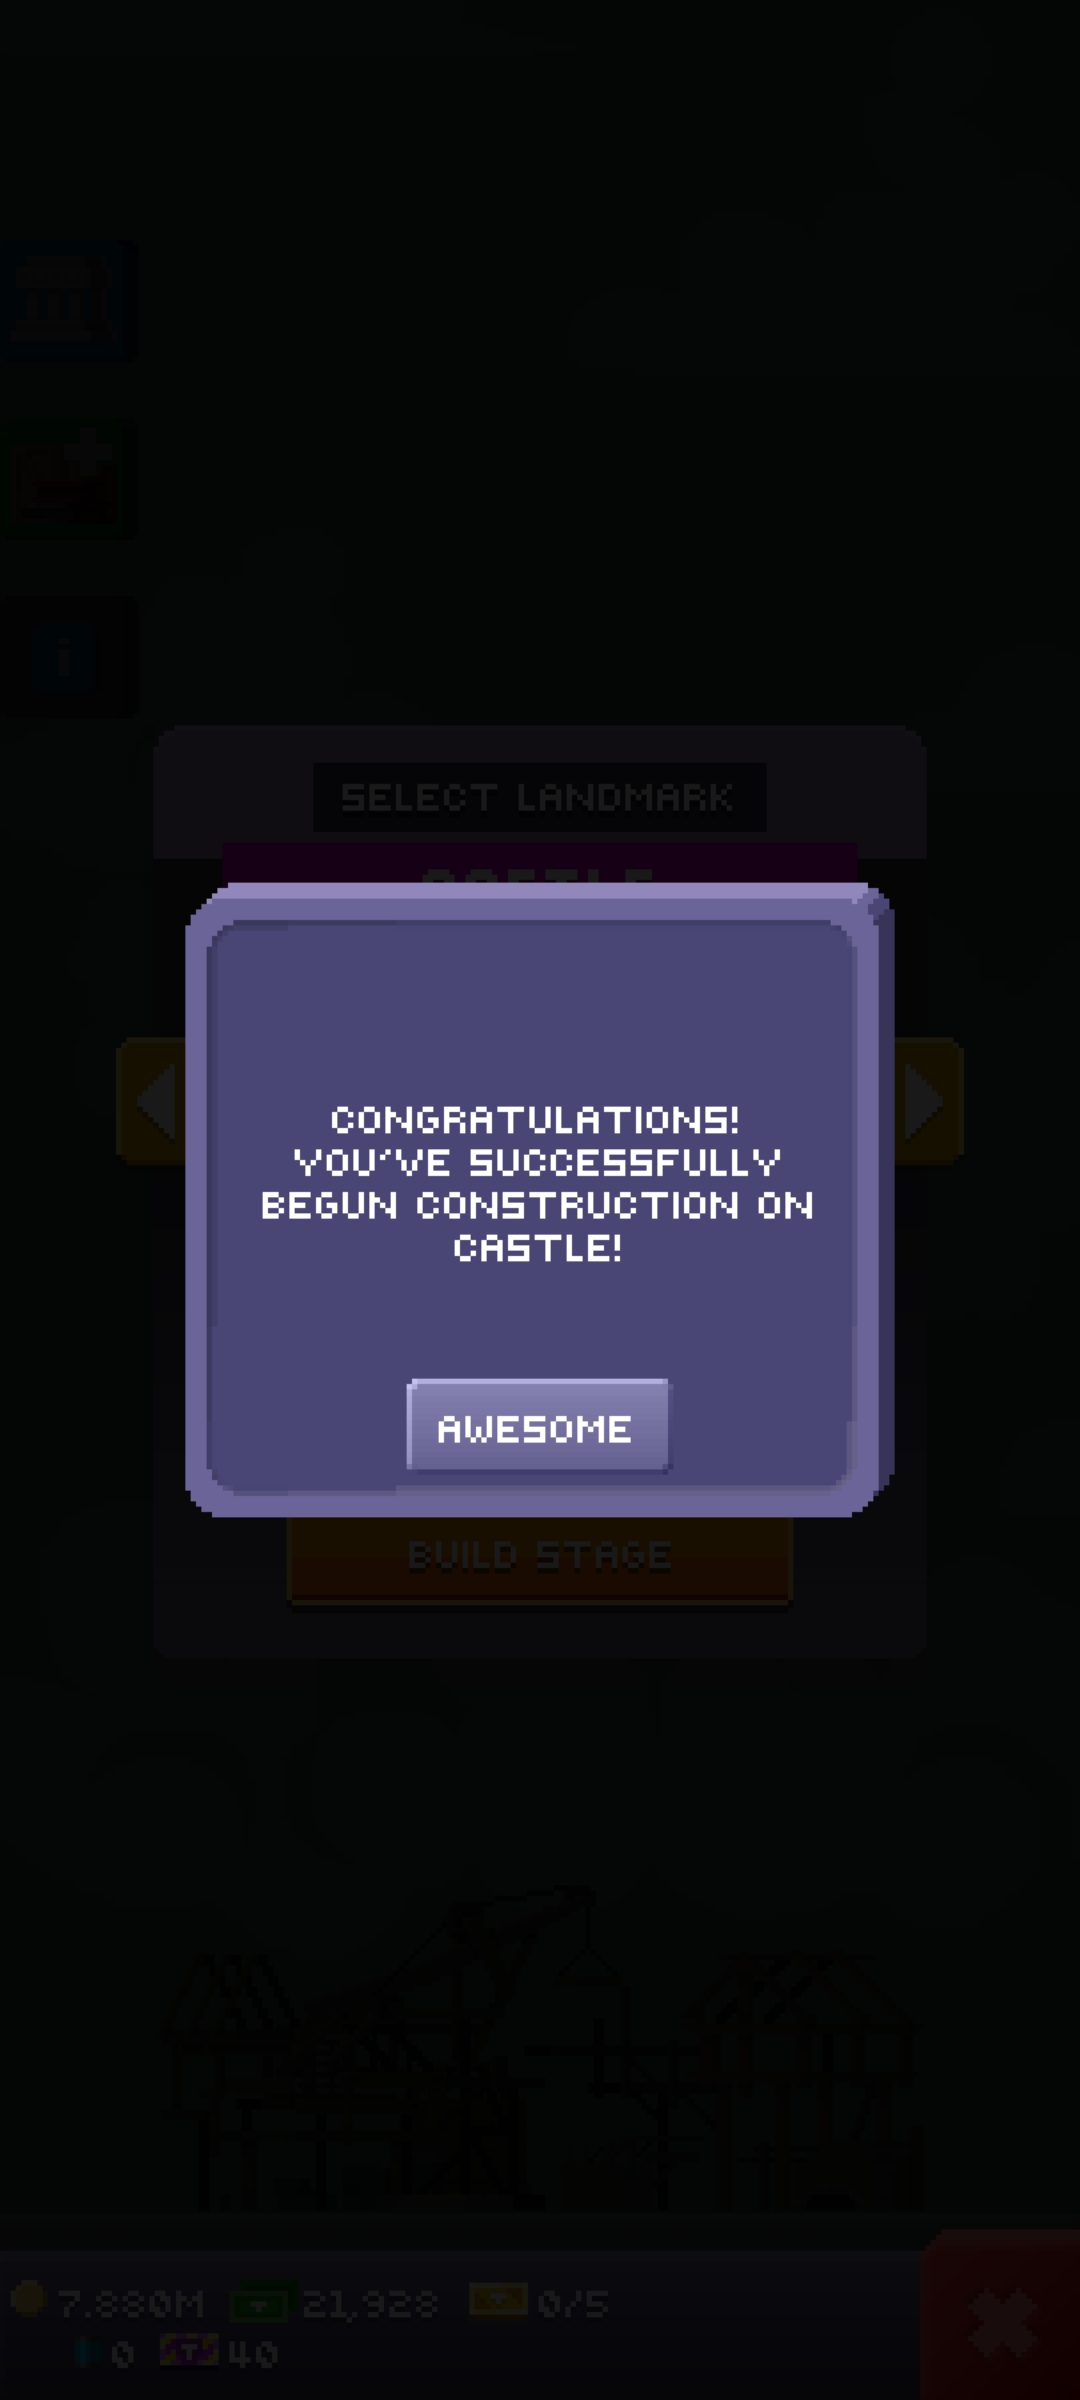 SELECT LANDMARK
CASTLE
CONGRATULATIONS!
YOU'VE SUCCESSFULLY
BEGUN CONSTRUCTION ON
CASTLE!
AWESOME
BUILD STAGE
7.880M 21,928 0/5
0 40